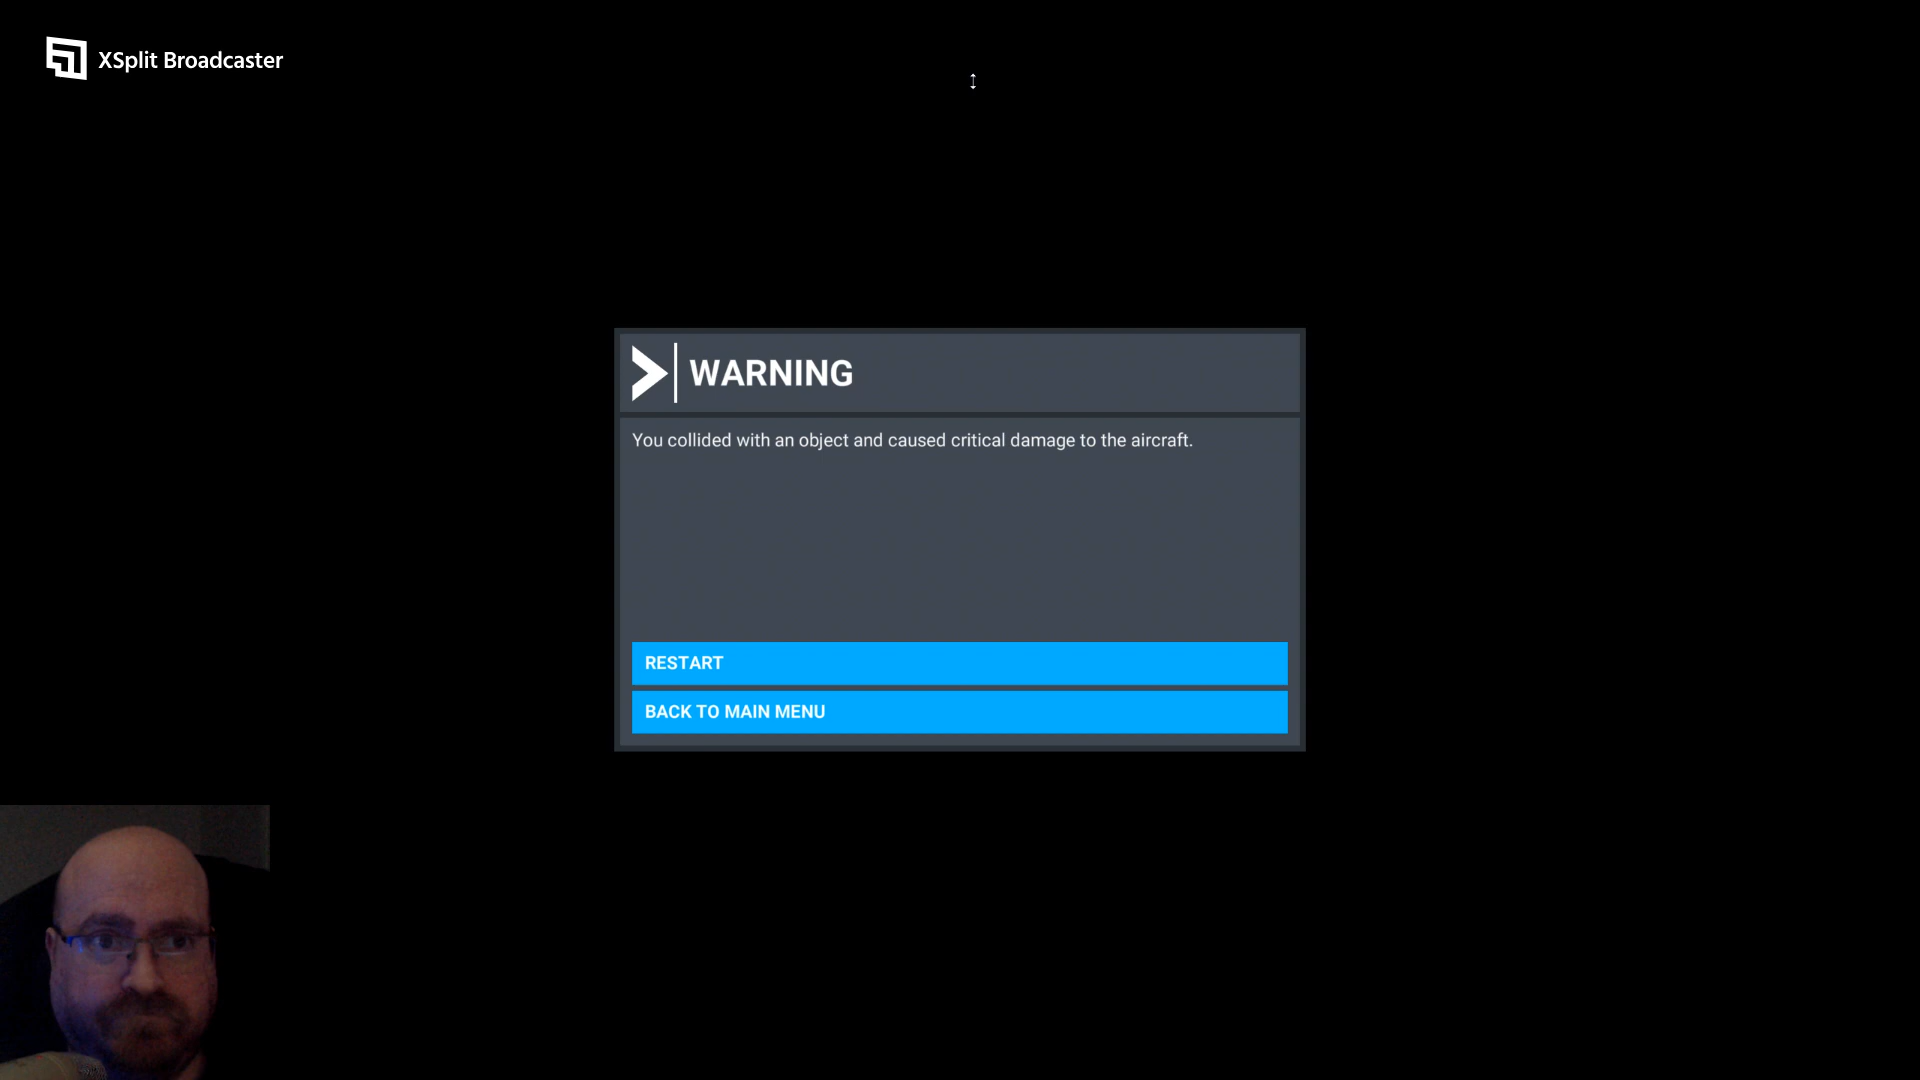 XSplit Broadcaster
WARNING
You collided with an object and caused critical damage to the aircraft.
RESTART
BACK TO MAIN MENU